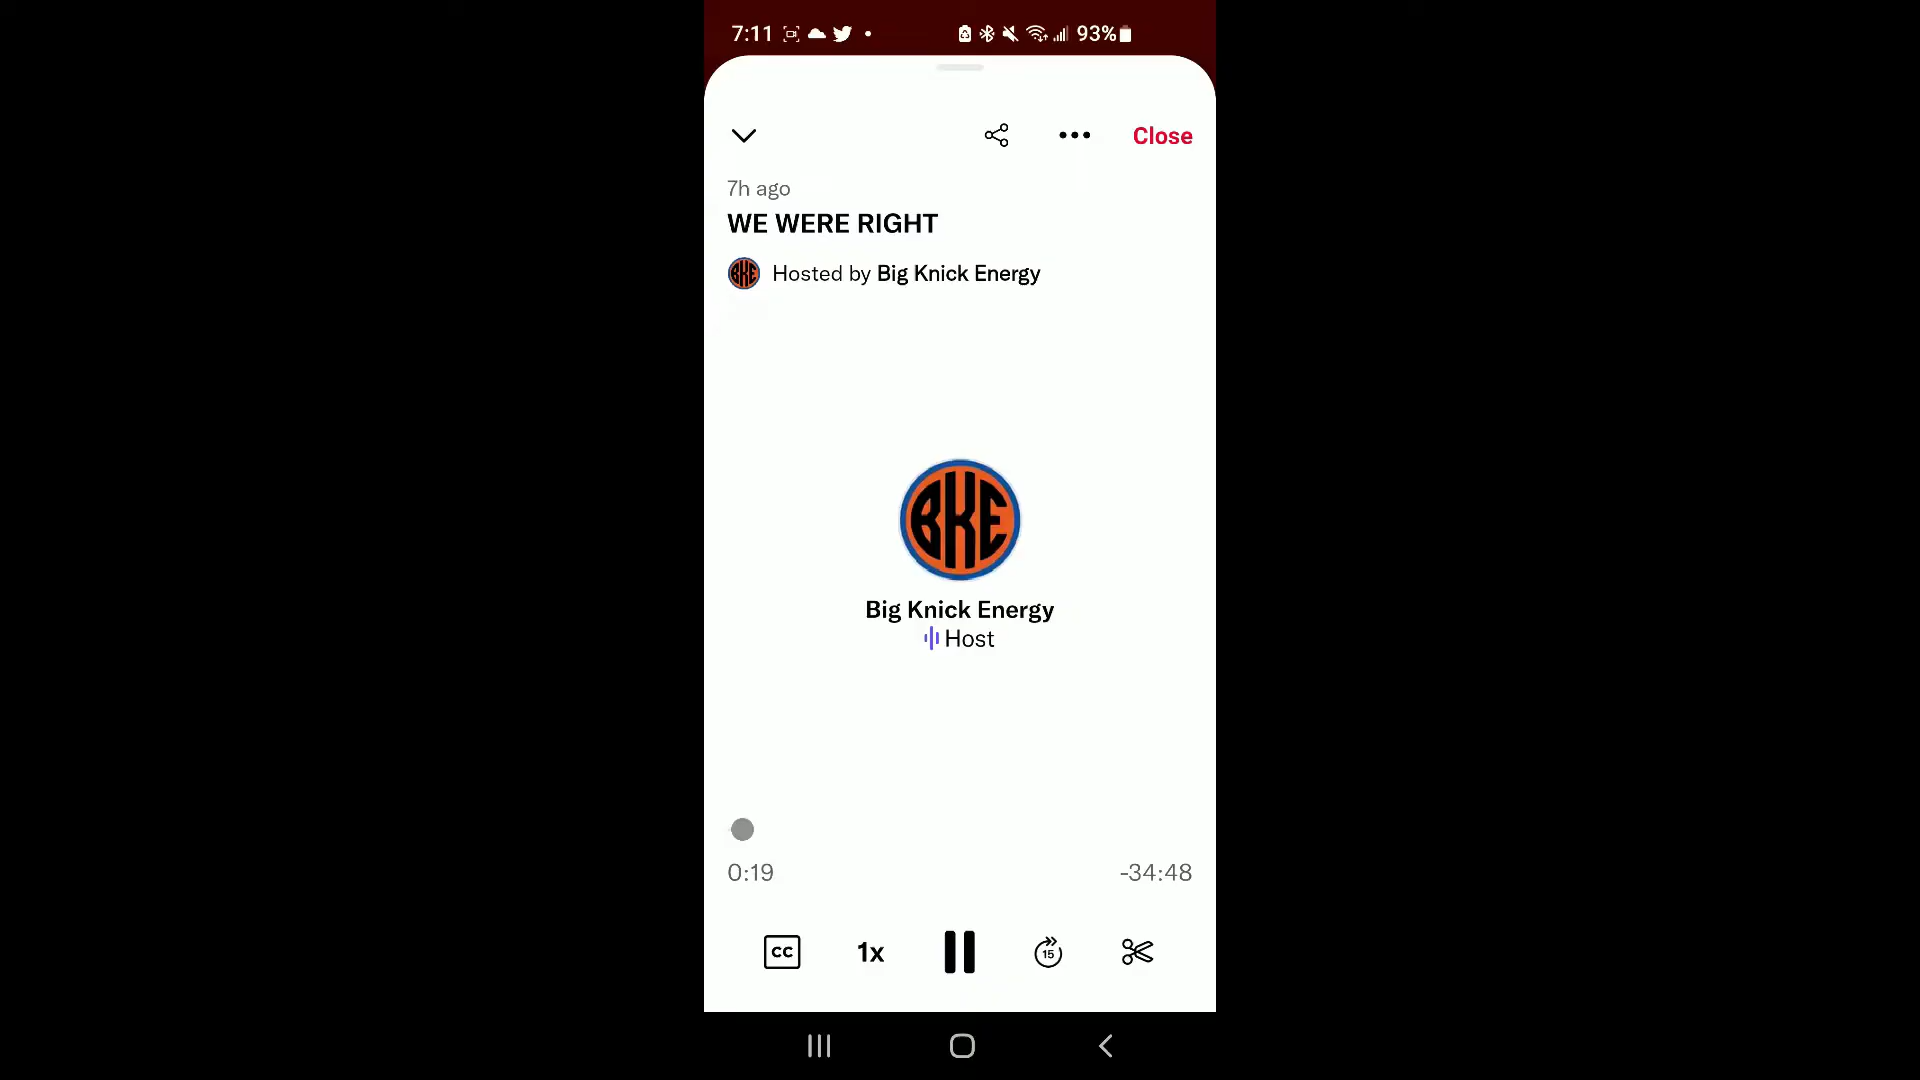 7:11 93%
Close
7h ago
WE WERE RIGHT
BKE Hosted by Big Knick Energy
BKE
Big Knick Energy
Host
0:19 -34:48
CC 1x 15